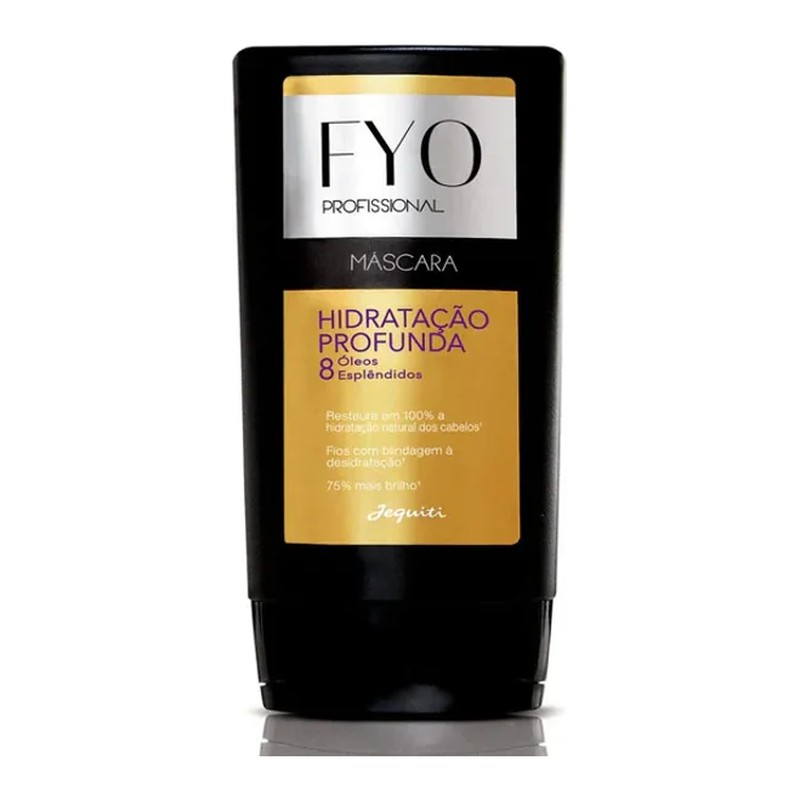 FYO
PROFISSIONAL
MÁSCARA
HIDRATAÇÃO
PROFUNDA
8 Óleos
Esplêndidos
Restaura em 100% a
hidratação natural dos cabelos¹
Fios com blindagem à
desidratação¹
75% mais brilho¹
Jequiti